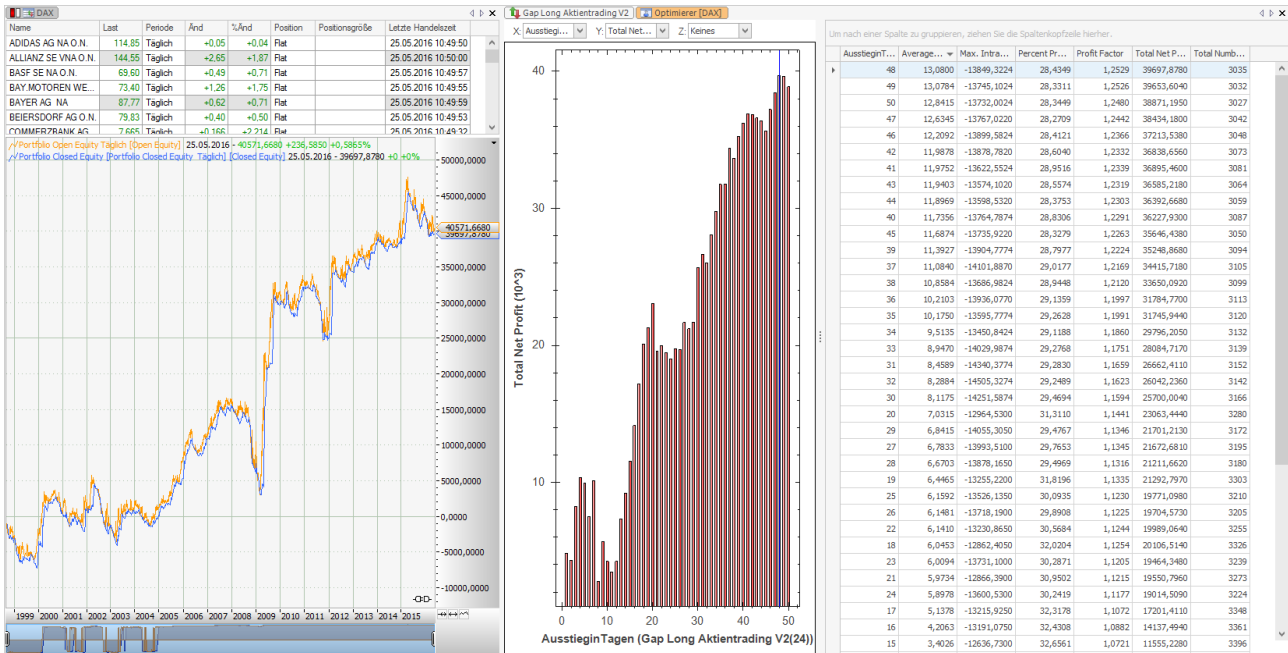 DAX
Name Last Periode Änd %Änd Position Positionsgröße Letzte Handelszeit
ADIDAS AG NA O.N. 114,85 Täglich +0,05 +0,04 Flat 25.05.2016 10:49:50
ALLIANZ SE VNA O.N. 144,55 Täglich +2,65 +1,87 Flat 25.05.2016 10:50:00
BASF SE NA O.N. 69,60 Täglich +0,49 +0,71 Flat 25.05.2016 10:49:57
BAY.MOTOREN WE... 73,40 Täglich +1,26 +1,75 Flat 25.05.2016 10:49:55
BAYER AG NA 87,77 Täglich +0,62 +0,71 Flat 25.05.2016 10:49:59
BEIERSDORF AG O.N. 79,83 Täglich +0,40 +0,50 Flat 25.05.2016 10:49:53
COMMERZBANK AG 7,665 Täglich +0,166 +2,214 Flat 25.05.2016 10:49:32
Portfolio Open Equity Täglich [Open Equity] 25.05.2016 - 40571,6680 +236,5850 +0,5865%
Portfolio Closed Equity [Portfolio Closed Equity Täglich] [Closed Equity] 25.05.2016 - 39697,8780 +0 +0%
50000,0000
45000,0000
40571,6680
39697,8780
35000,0000
30000,0000
25000,0000
20000,0000
15000,0000
10000,0000
5000,0000
0,0000
-5000,0000
-10000,0000
1999 2000 2001 2002 2003 2004 2005 2006 2007 2008 2009 2010 2011 2012 2013 2014 2015
Gap Long Aktientrading V2 Optimierer [DAX]
X: Ausstiegi... Y: Total Net... Z: Keines
Total Net Profit (10^3)
40
30
20
10
0 10 20 30 40 50
AusstieginTagen (Gap Long Aktientrading V2(24))
Um nach einer Spalte zu gruppieren, ziehen Sie die Spaltenkopfzeile hierher.
AusstieginT... Average... Max. Intra... Percent Pr... Profit Factor Total Net P... Total Numb...
48 13,0800 -13849,3224 28,4349 1,2529 39697,8780 3035
49 13,0784 -13745,1024 28,3311 1,2526 39653,6040 3032
50 12,8415 -13732,0024 28,3449 1,2480 38871,1950 3027
47 12,6345 -13767,0220 28,2709 1,2442 38434,1800 3042
46 12,2092 -13899,5824 28,4121 1,2366 37213,5380 3048
42 11,9878 -13878,7820 28,6040 1,2332 36838,6560 3073
41 11,9752 -13622,5524 28,9516 1,2339 36895,4600 3081
43 11,9403 -13574,1020 28,5574 1,2319 36585,2180 3064
44 11,8969 -13598,5320 28,3753 1,2303 36392,6680 3059
40 11,7356 -13764,7874 28,8306 1,2291 36227,9300 3087
45 11,6874 -13735,9220 28,3279 1,2263 35646,4380 3050
39 11,3927 -13904,7774 28,7977 1,2224 35248,8680 3094
37 11,0840 -14101,8870 29,0177 1,2169 34415,7180 3105
38 10,8584 -13686,9824 28,9448 1,2120 33650,0920 3099
36 10,2103 -13936,0770 29,1359 1,1997 31784,7700 3113
35 10,1750 -13595,7774 29,2628 1,1991 31745,9440 3120
34 9,5135 -13450,8424 29,1188 1,1860 29796,2050 3132
33 8,9470 -14029,9874 29,2768 1,1751 28084,7170 3139
31 8,4589 -14340,3774 29,2830 1,1659 26662,4110 3152
32 8,2884 -14505,3274 29,2489 1,1623 26042,2360 3142
30 8,1175 -14251,5874 29,4694 1,1594 25700,0040 3166
20 7,0315 -12964,5300 31,3110 1,1441 23063,4440 3280
29 6,8415 -14055,3050 29,4767 1,1346 21701,2130 3172
27 6,7833 -13993,5100 29,7653 1,1345 21672,6810 3195
28 6,6703 -13878,1650 29,4969 1,1316 21211,6620 3180
19 6,4465 -13255,2200 31,8196 1,1335 21292,7970 3303
25 6,1592 -13526,1350 30,0935 1,1230 19771,0980 3210
26 6,1481 -13718,1900 29,8908 1,1225 19704,5730 3205
22 6,1410 -13230,8650 30,5684 1,1244 19989,0640 3255
18 6,0453 -12862,4050 32,0204 1,1254 20106,5140 3326
23 6,0094 -13731,1000 30,2871 1,1205 19464,3480 3239
21 5,9734 -12866,3900 30,9502 1,1215 19550,7960 3273
24 5,8978 -13600,5300 30,2419 1,1177 19014,5090 3224
17 5,1378 -13215,9250 32,3178 1,1072 17201,4110 3348
16 4,2063 -13191,0750 32,4308 1,0882 14137,4940 3361
15 3,4026 -12636,7300 32,6561 1,0721 11555,2280 3396